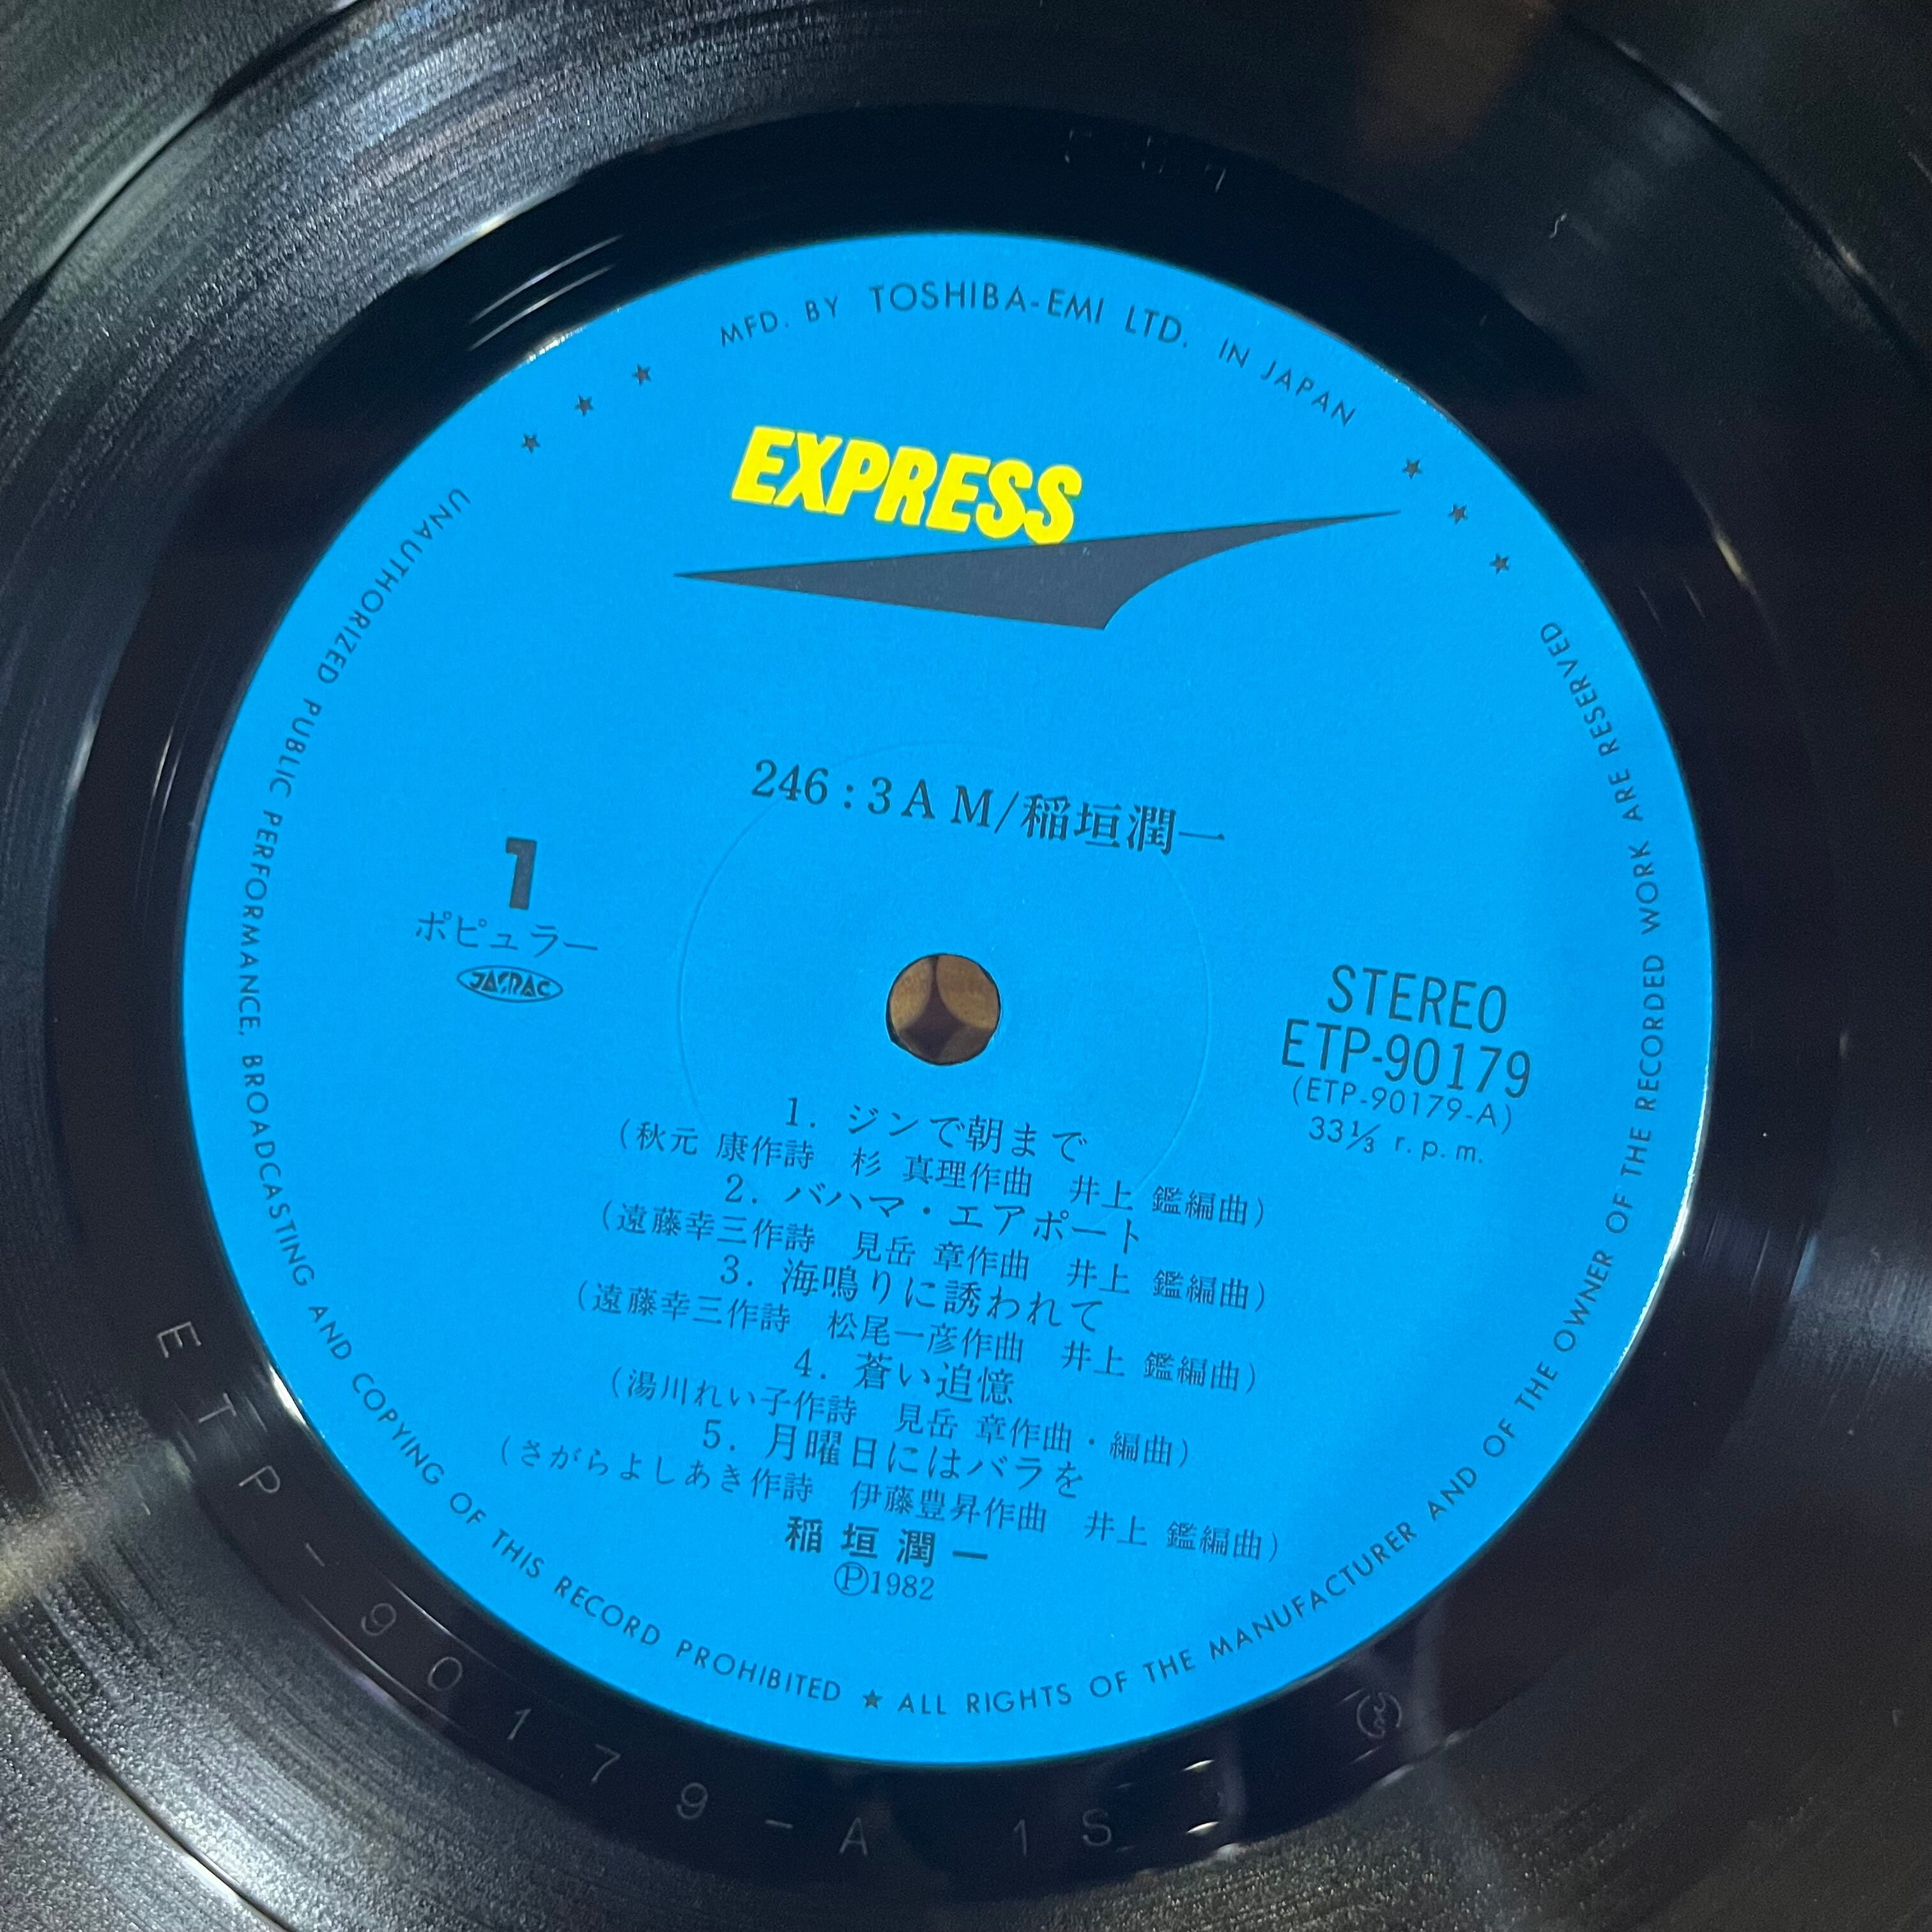 MFD. BY TOSHIBA-EMI LTD. IN JAPAN
EXPRESS
246:3AM/稲垣潤一
1
ポピュラー
JASRAC
STEREO
ETP-90179
(ETP-90179-A)
33⅓ r.p.m.
1. ジンで朝まで
(秋元 康作詩 杉 真理作曲 井上 鑑編曲)
2. バハマ・エアポート
(遠藤幸三作詩 見岳 章作曲 井上 鑑編曲)
3. 海鳴りに誘われて
(遠藤幸三作詩 松尾一彦作曲 井上 鑑編曲)
4. 蒼い追憶
(湯川れい子作詩 見岳 章作曲・編曲)
5. 月曜日にはバラを
(さがらよしあき作詩 伊藤豊昇作曲 井上 鑑編曲)
稲垣潤一
Ⓟ1982
UNAUTHORIZED PUBLIC PERFORMANCE, BROADCASTING AND COPYING OF THIS RECORD PROHIBITED ★ ALL RIGHTS OF THE MANUFACTURER AND OF THE OWNER OF THE RECORDED WORK ARE RESERVED
ETP-90179-A 1S